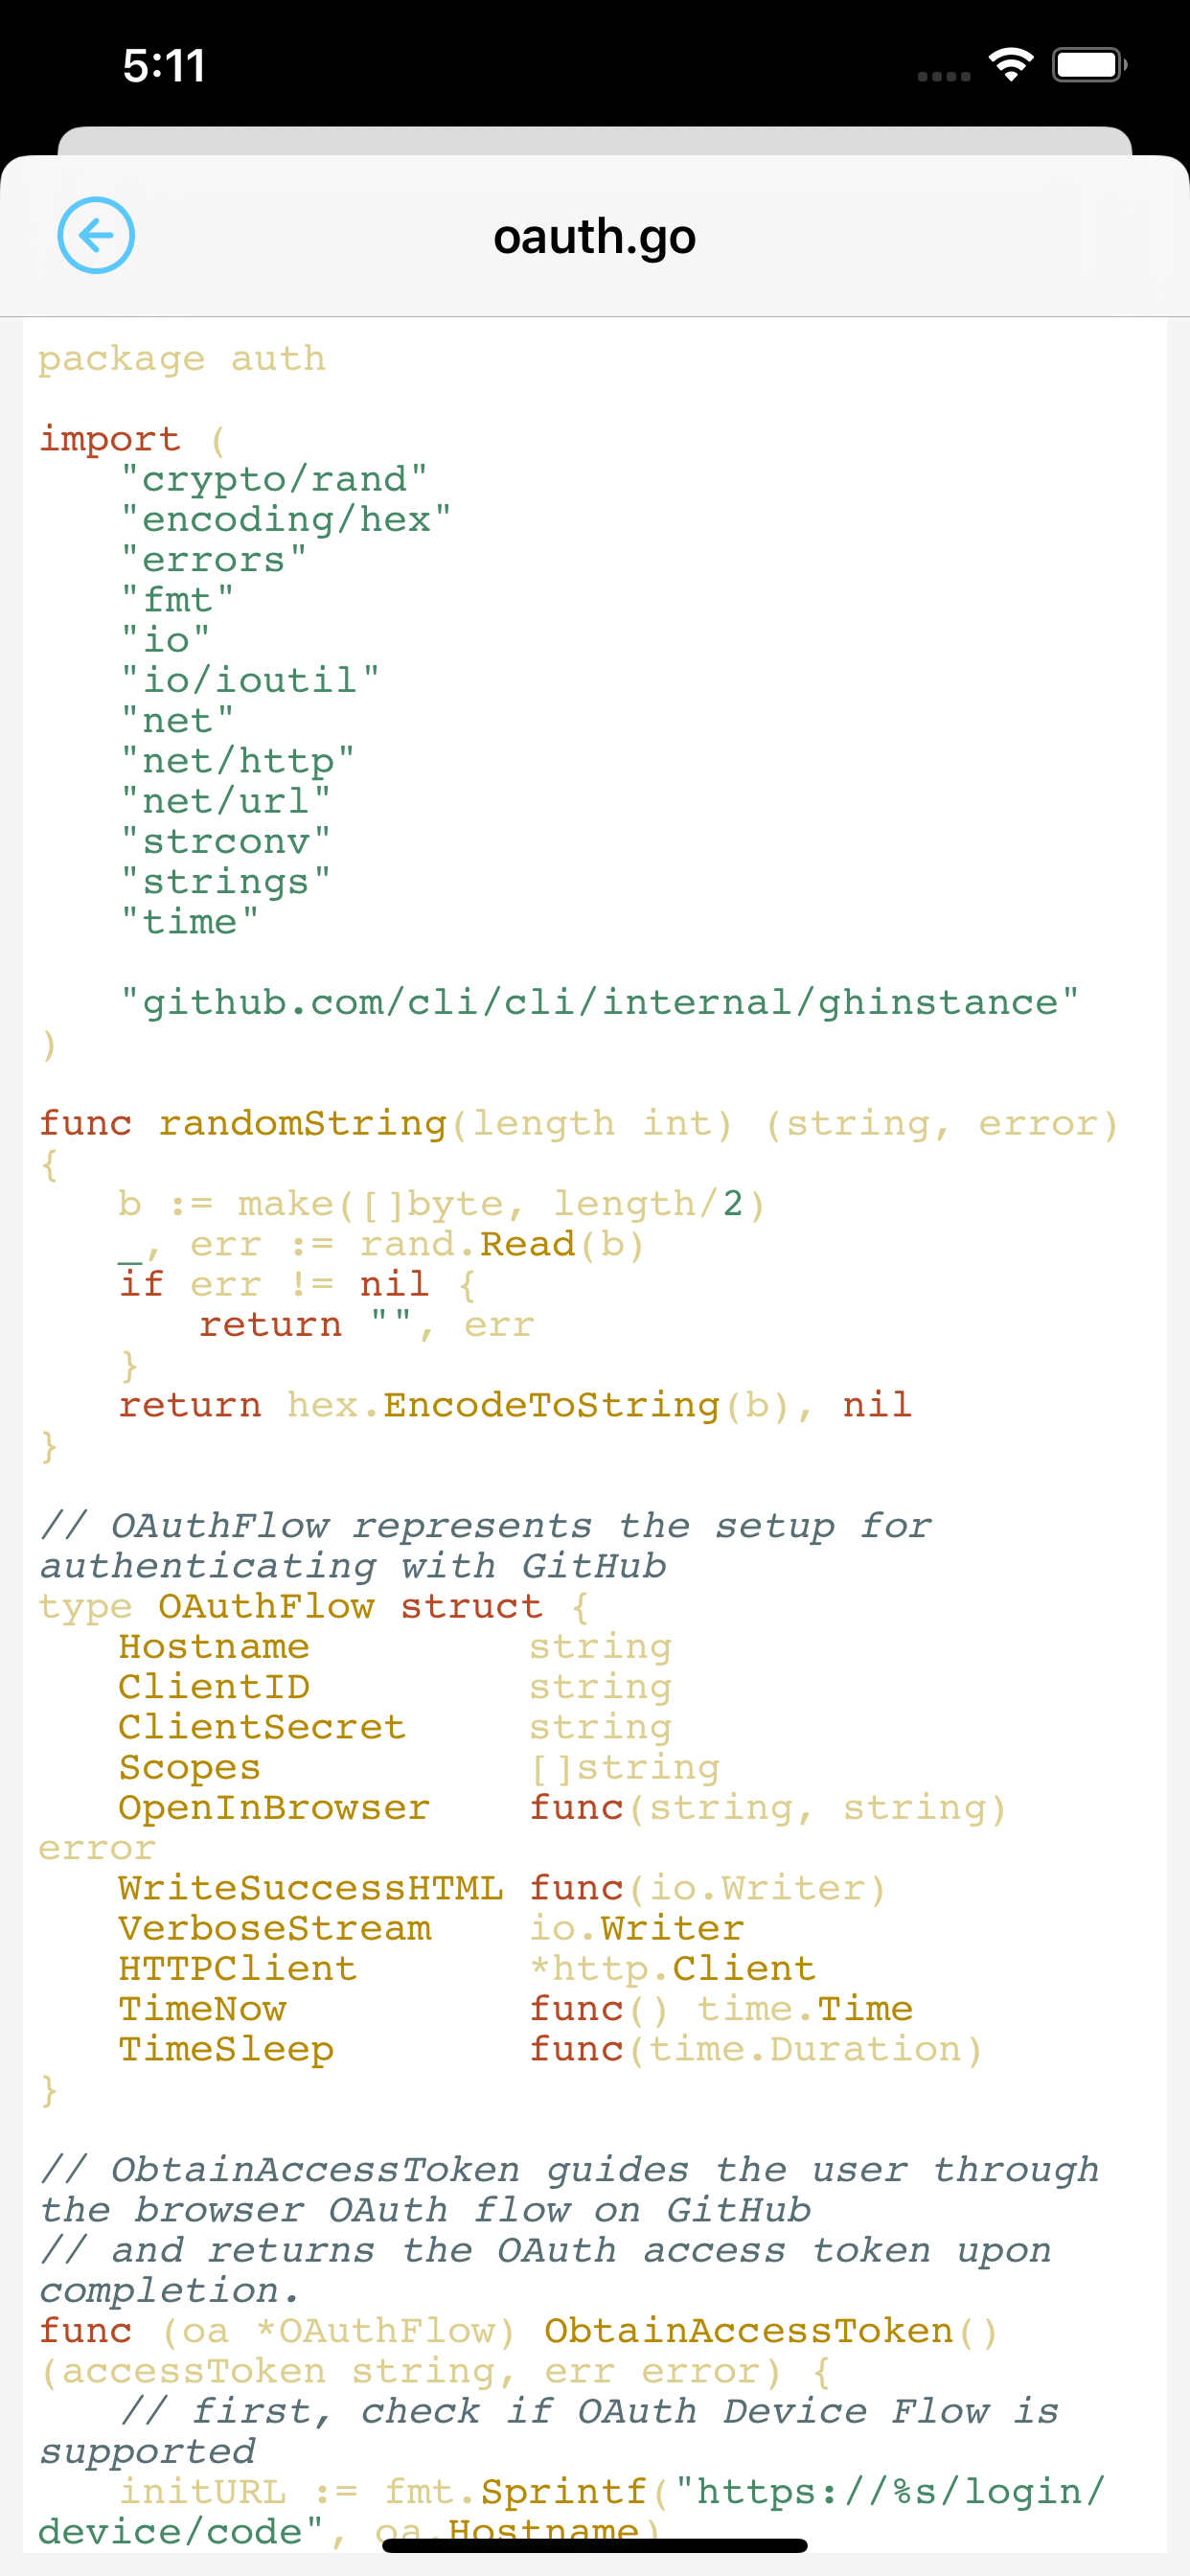 5:11
oauth.go
package auth
import (
"crypto/rand"
"encoding/hex"
"errors"
"fmt"
"io"
"io/ioutil"
"net"
"net/http"
"net/url"
"strconv"
"strings"
"time"
"github.com/cli/cli/internal/ghinstance"
)
func randomString(length int) (string, error)
{
b := make([]byte, length/2)
_, err := rand.Read(b)
if err != nil {
return "", err
}
return hex.EncodeToString(b), nil
}
// OAuthFlow represents the setup for
authenticating with GitHub
type OAuthFlow struct {
Hostname string
ClientID string
ClientSecret string
Scopes []string
OpenInBrowser func(string, string)
error
WriteSuccessHTML func(io.Writer)
VerboseStream io.Writer
HTTPClient *http.Client
TimeNow func() time.Time
TimeSleep func(time.Duration)
}
// ObtainAccessToken guides the user through
the browser OAuth flow on GitHub
// and returns the OAuth access token upon
completion.
func (oa *OAuthFlow) ObtainAccessToken()
(accessToken string, err error) {
// first, check if OAuth Device Flow is
supported
initURL := fmt.Sprintf("https://%s/login/
device/code", oa.Hostname)